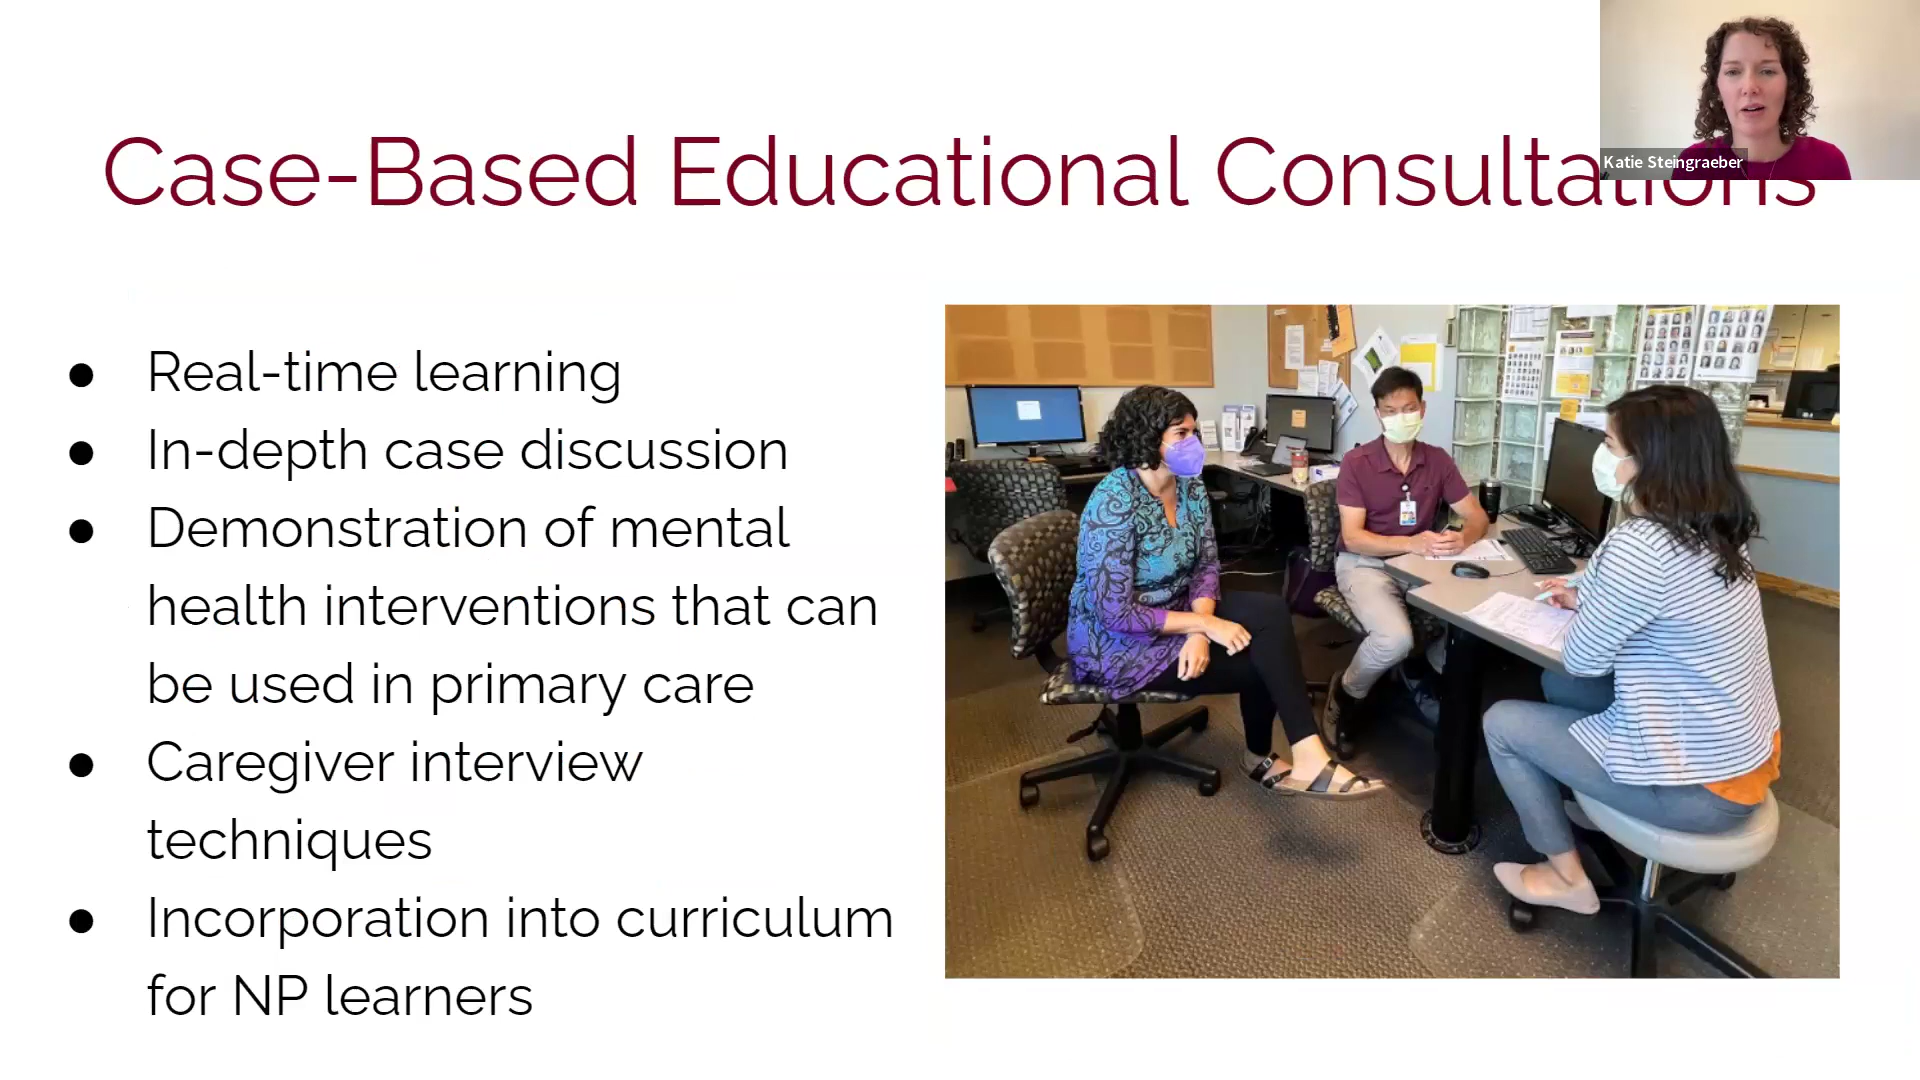 Case-Based Educational Consultations
Katie Steingraeber
● Real-time learning
● In-depth case discussion
● Demonstration of mental
health interventions that can
be used in primary care
● Caregiver interview
techniques
● Incorporation into curriculum
for NP learners